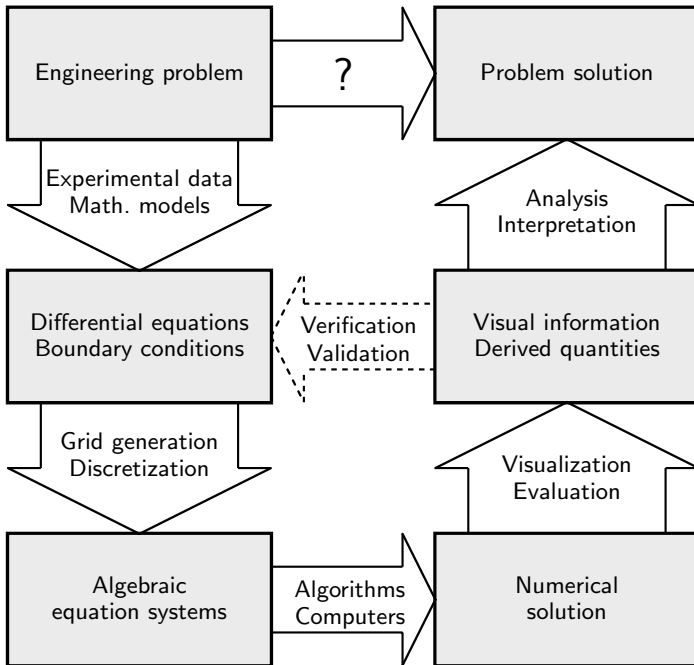 Engineering problem
?
Problem solution
Experimental data
Math. models
Analysis
Interpretation
Differential equations
Boundary conditions
Verification
Validation
Visual information
Derived quantities
Grid generation
Discretization
Visualization
Evaluation
Algebraic
equation systems
Algorithms
Computers
Numerical
solution